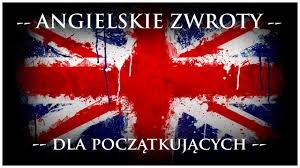 -- ANGIELSKIE ZWROTY --
-- DLA POCZĄTKUJĄCYCH --